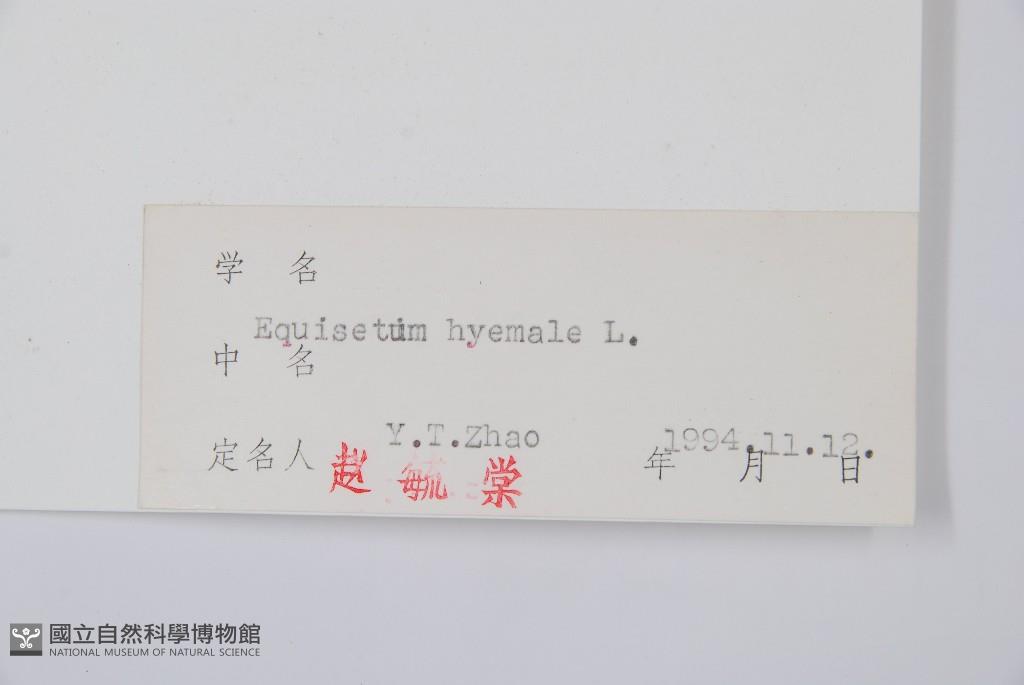 学 名
Equisetum hyemale L.
中 名
Y.T.Zhao 1994.11.12.
定名人 赵毓棠 年 月 日
國立自然科學博物館
NATIONAL MUSEUM OF NATURAL SCIENCE